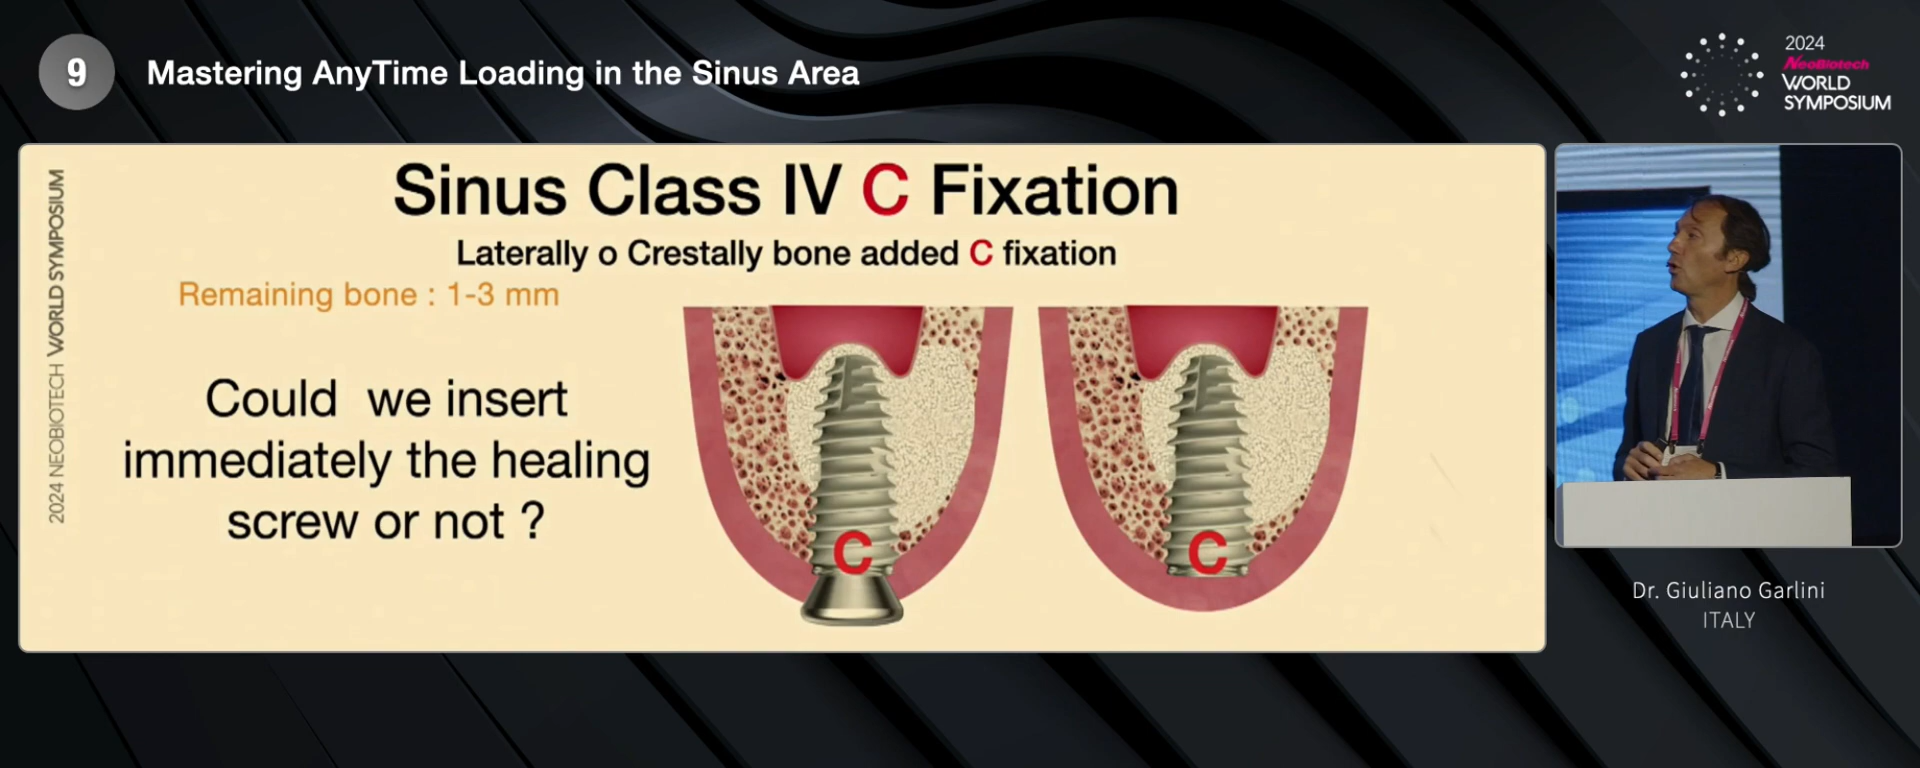 9
Mastering AnyTime Loading in the Sinus Area
2024
NeoBiotech
WORLD
SYMPOSIUM
2024 NEOBIOTECH WORLD SYMPOSIUM
Sinus Class IV C Fixation
Laterally o Crestally bone added C fixation
Remaining bone : 1-3 mm
Could we insert
immediately the healing
screw or not ?
C
C
Dr. Giuliano Garlini
ITALY